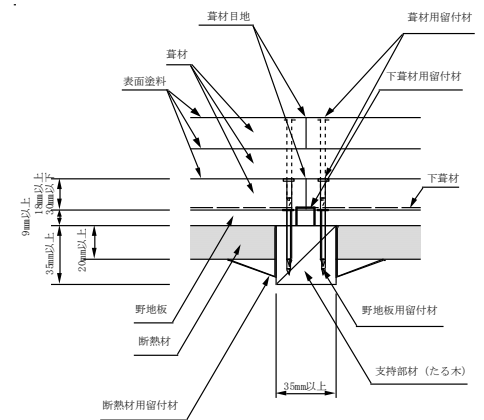 葺材目地
葺材用留付材
葺材
下葺材用留付材
表面塗料
下葺材
18mm以上
30mm以下
9mm以上
35mm以上
20mm以上
野地板
野地板用留付材
断熱材
支持部材（たる木）
35mm以上
断熱材用留付材